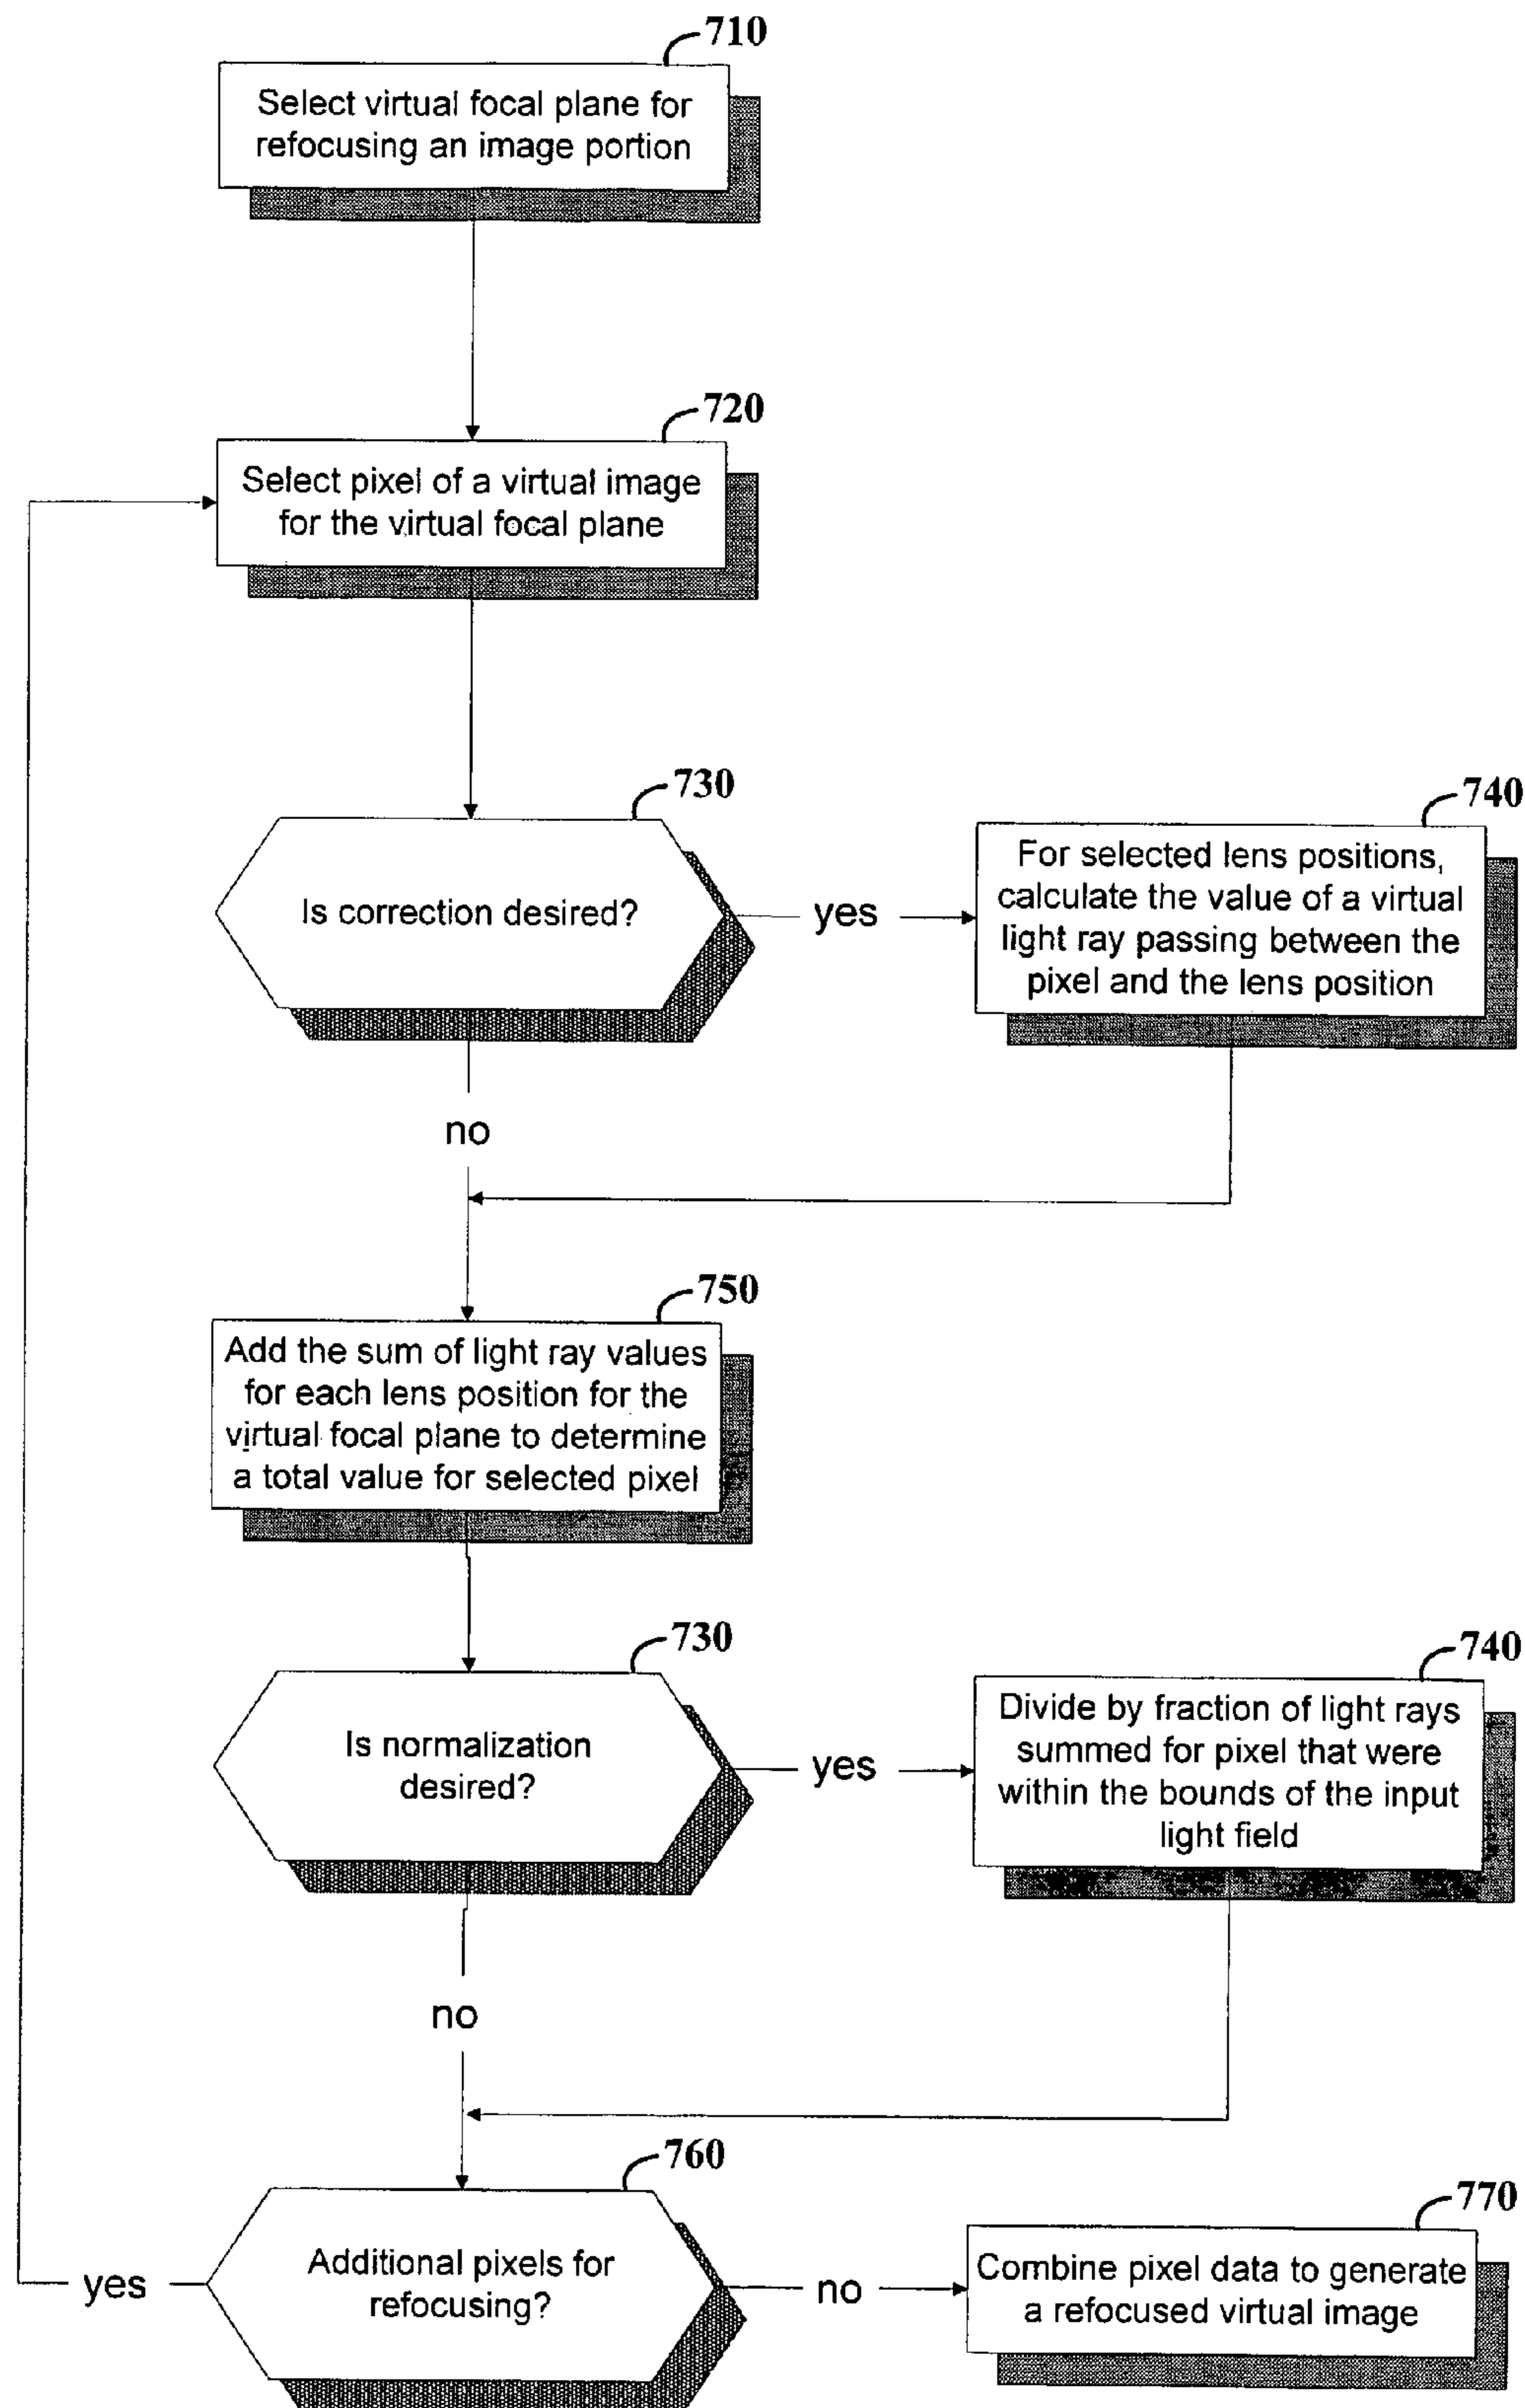 710
Select virtual focal plane for
refocusing an image portion
720
Select pixel of a virtual image
for the virtual focal plane
730
Is correction desired?
yes
740
For selected lens positions,
calculate the value of a virtual
light ray passing between the
pixel and the lens position
no
750
Add the sum of light ray values
for each lens position for the
virtual focal plane to determine
a total value for selected pixel
730
Is normalization
desired?
yes
740
Divide by fraction of light rays
summed for pixel that were
within the bounds of the input
light field
no
760
Additional pixels for
refocusing?
yes
no
770
Combine pixel data to generate
a refocused virtual image